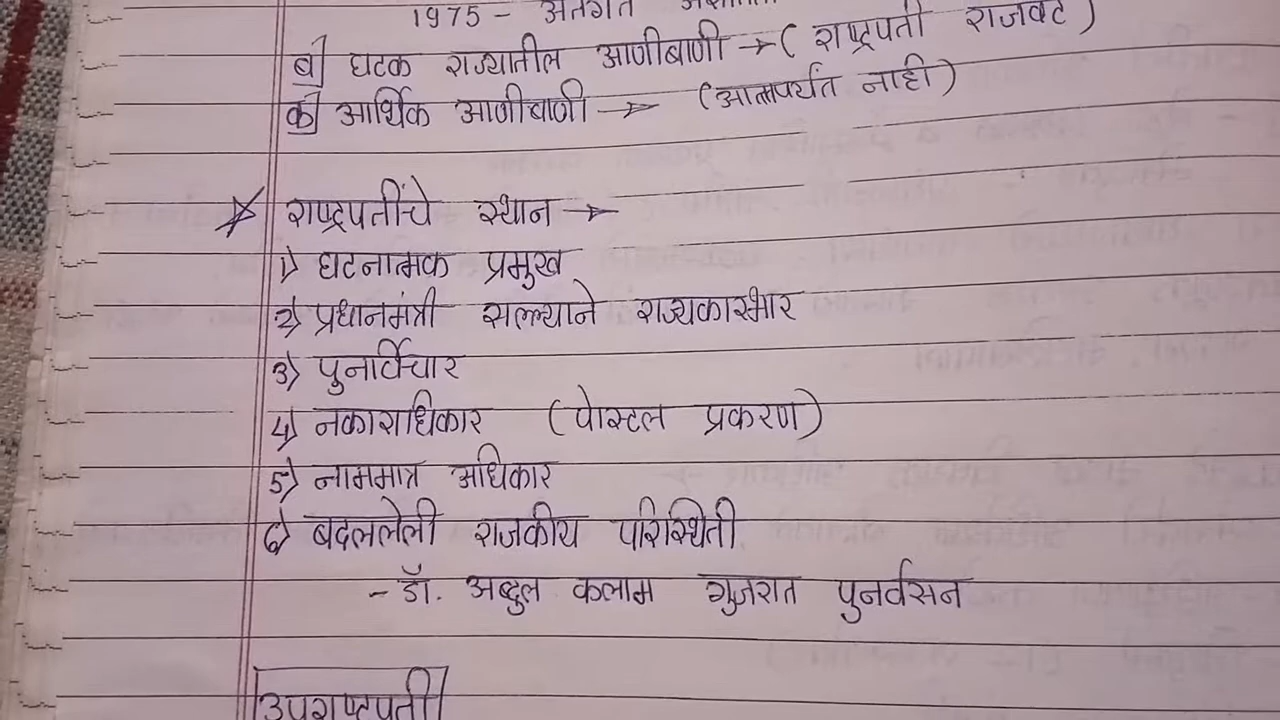 1975 - अंतर्गत
ब) घटक राज्यातील आणीबाणी → ( राष्ट्रपती राजवट )
क) आर्थिक आणीबाणी → (आत्तापर्यंत नाही)
राष्ट्रपतींचे स्थान →
1) घटनात्मक प्रमुख
2) प्रधानमंत्री सल्ल्याने राज्यकारभार
3) पुनर्विचार
4) नकाराधिकार (पोस्टल प्रकरण)
5) नाममात्र अधिकार
6) बदललेली राजकीय परिस्थिती
- डॉ. अब्दुल कलाम गुजरात पुनर्वसन
उपराष्ट्रपती